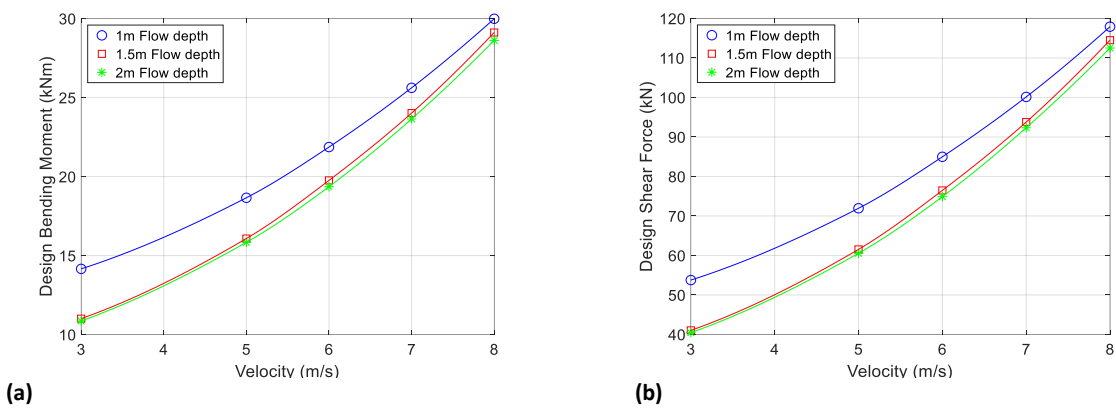 30
25
20
15
10
Design Bending Moment (kNm)
1m Flow depth
1.5m Flow depth
2m Flow depth
3 4 5 6 7 8
Velocity (m/s)
(a)
120
110
100
90
80
70
60
50
40
Design Shear Force (kN)
1m Flow depth
1.5m Flow depth
2m Flow depth
3 4 5 6 7 8
Velocity (m/s)
(b)